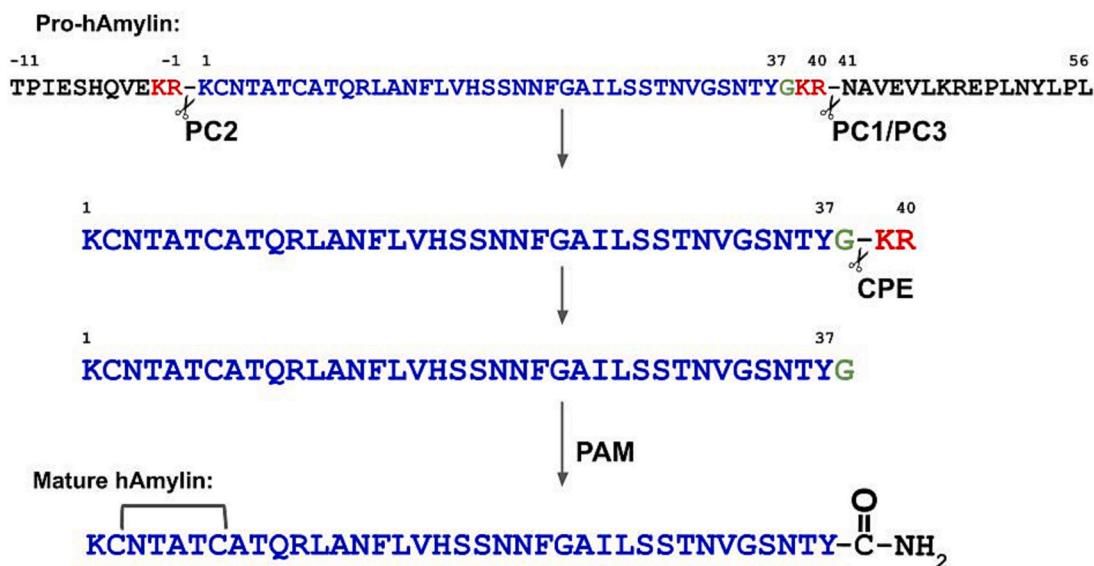 Pro-hAmylin:
-11 -1 1 37 40 41 56
TPIESHQVEKR-KCNTATCATQRLANFLVHSSNNFGAILSSTNVGSNTYGKR-NAVEVLKREPLNYLPL
PC2 PC1/PC3
1 37 40
KCNTATCATQRLANFLVHSSNNFGAILSSTNVGSNTYG-KR
CPE
1 37
KCNTATCATQRLANFLVHSSNNFGAILSSTNVGSNTYG
PAM
Mature hAmylin:
O
KCNTATCATQRLANFLVHSSNNFGAILSSTNVGSNTY-C-NH2